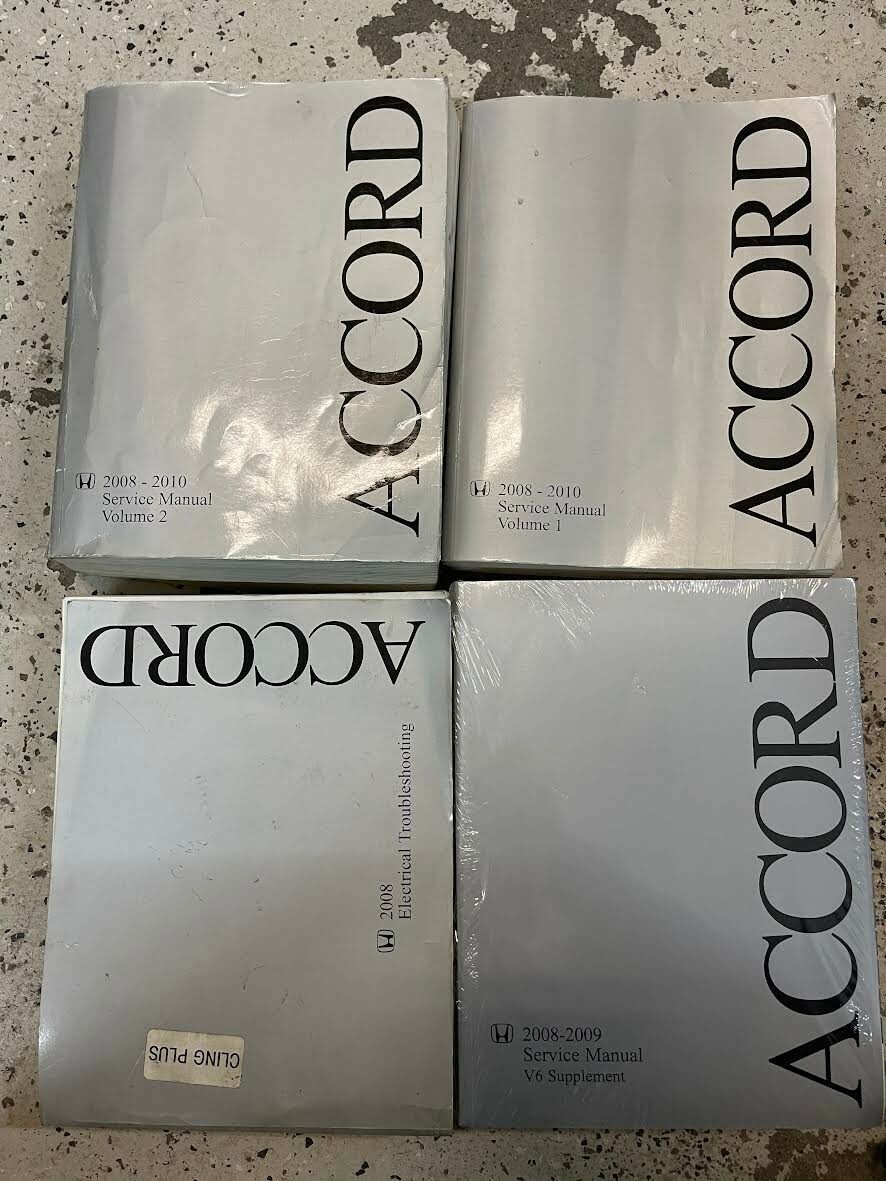 ACCORD
2008 - 2010
Service Manual
Volume 2
ACCORD
2008 - 2010
Service Manual
Volume 1
ACCORD
2008
Electrical Troubleshooting
CLING PLUS
ACCORD
2008-2009
Service Manual
V6 Supplement